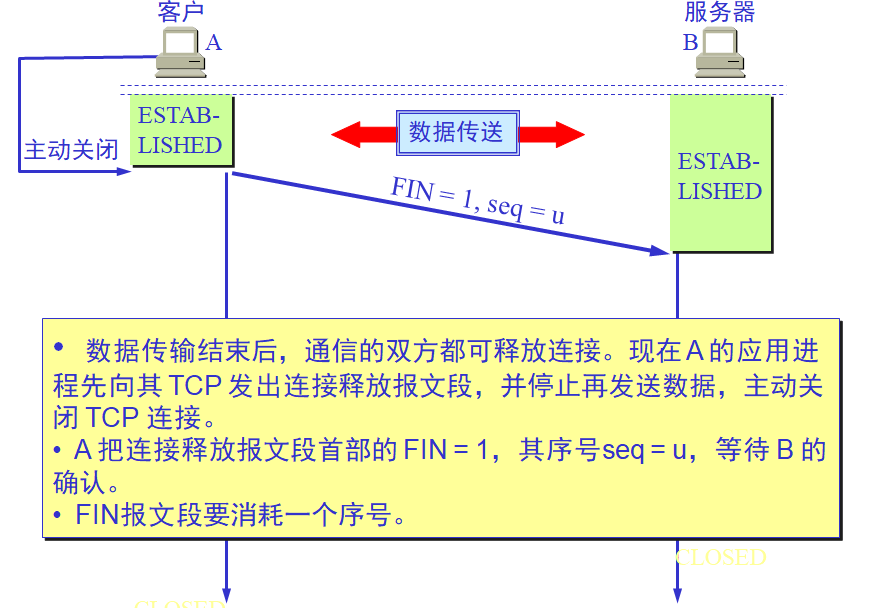 客户
服务器
A
B
ESTAB-
LISHED
数据传送
主动关闭
ESTAB-
LISHED
FIN = 1, seq = u
• 数据传输结束后，通信的双方都可释放连接。现在 A 的应用进
程先向其 TCP 发出连接释放报文段，并停止再发送数据，主动关
闭 TCP 连接。
• A 把连接释放报文段首部的 FIN = 1，其序号seq = u，等待 B 的
确认。
• FIN报文段要消耗一个序号。
CLOSED
CLOSED